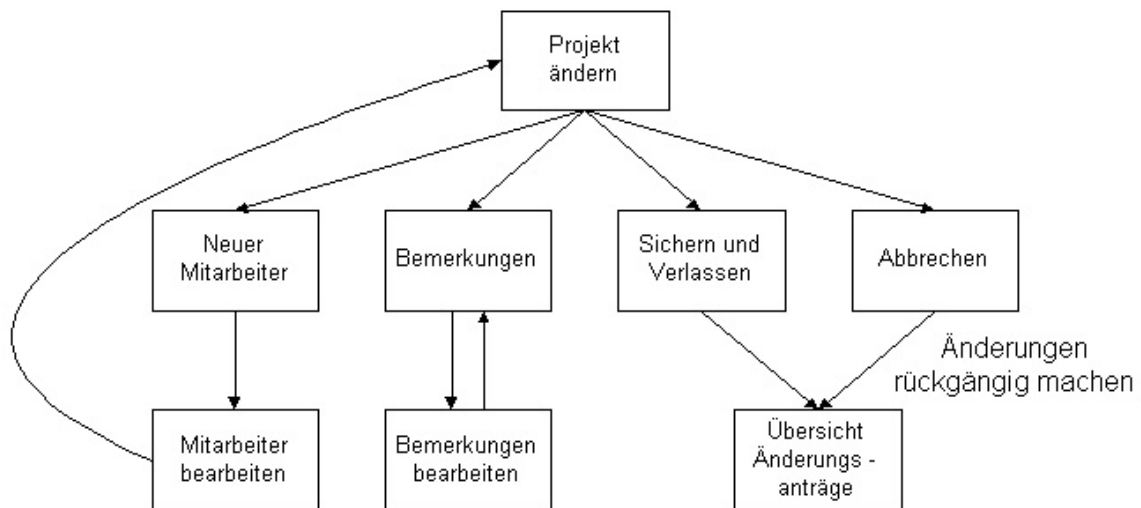 Projekt
ändern
Neuer
Mitarbeiter
Bemerkungen
Sichern und
Verlassen
Abbrechen
Änderungen
rückgängig machen
Mitarbeiter
bearbeiten
Bemerkungen
bearbeiten
Übersicht
Änderungs -
anträge